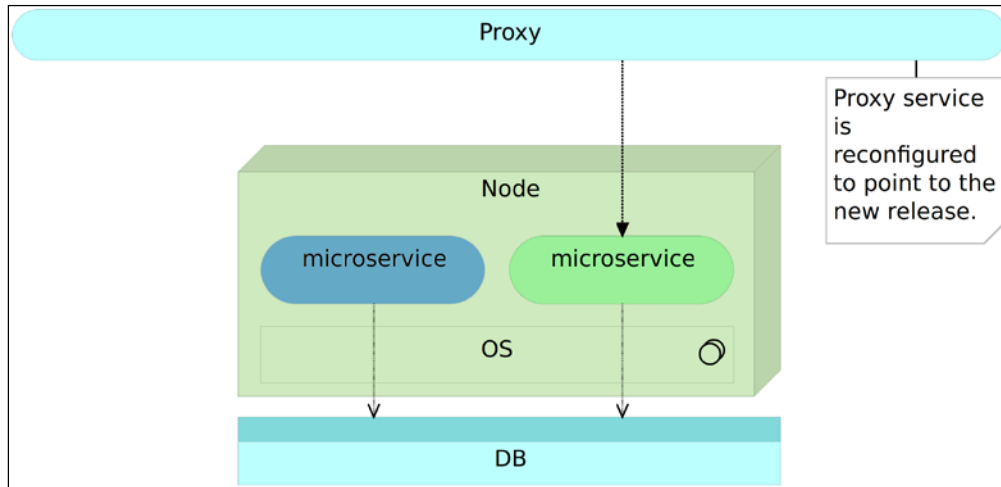 Proxy
Proxy service
is
reconfigured
to point to the
new release.
Node
microservice
microservice
OS
DB